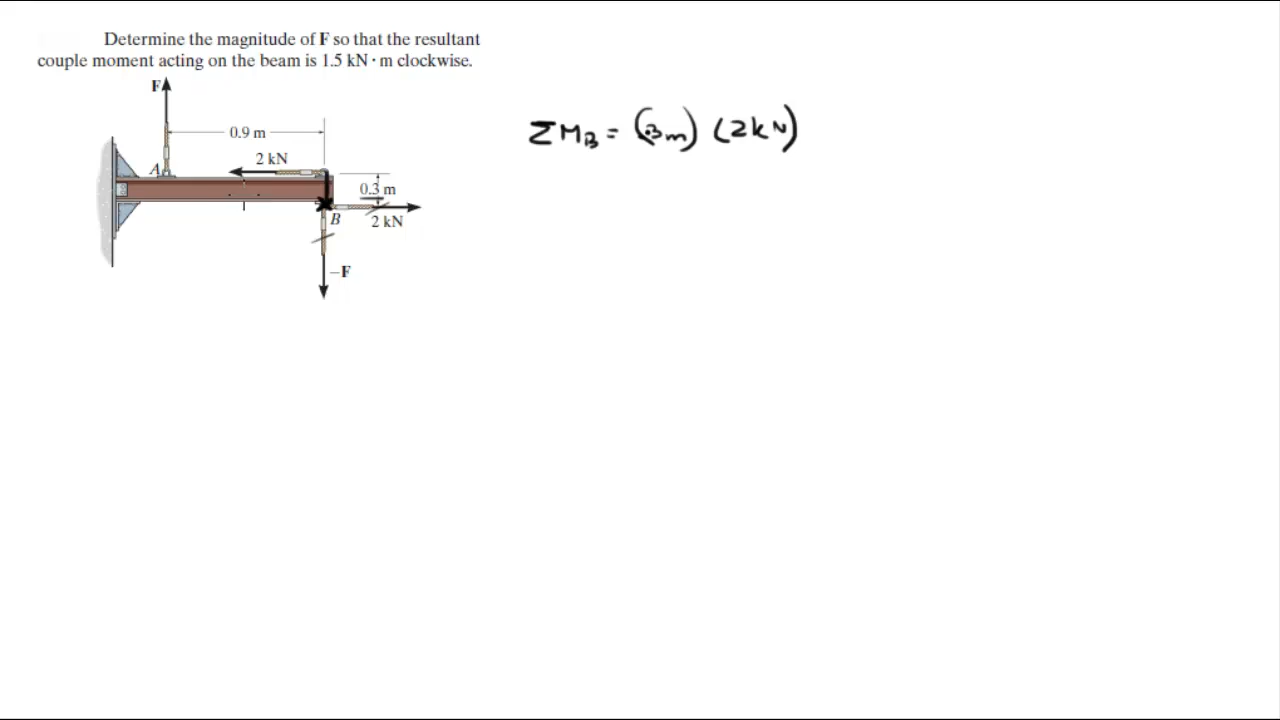 Determine the magnitude of F so that the resultant
couple moment acting on the beam is 1.5 kN · m clockwise.
F
0.9 m
2 kN
A
0.3 m
B
2 kN
–F
ΣMB = (.3m) (2kN)